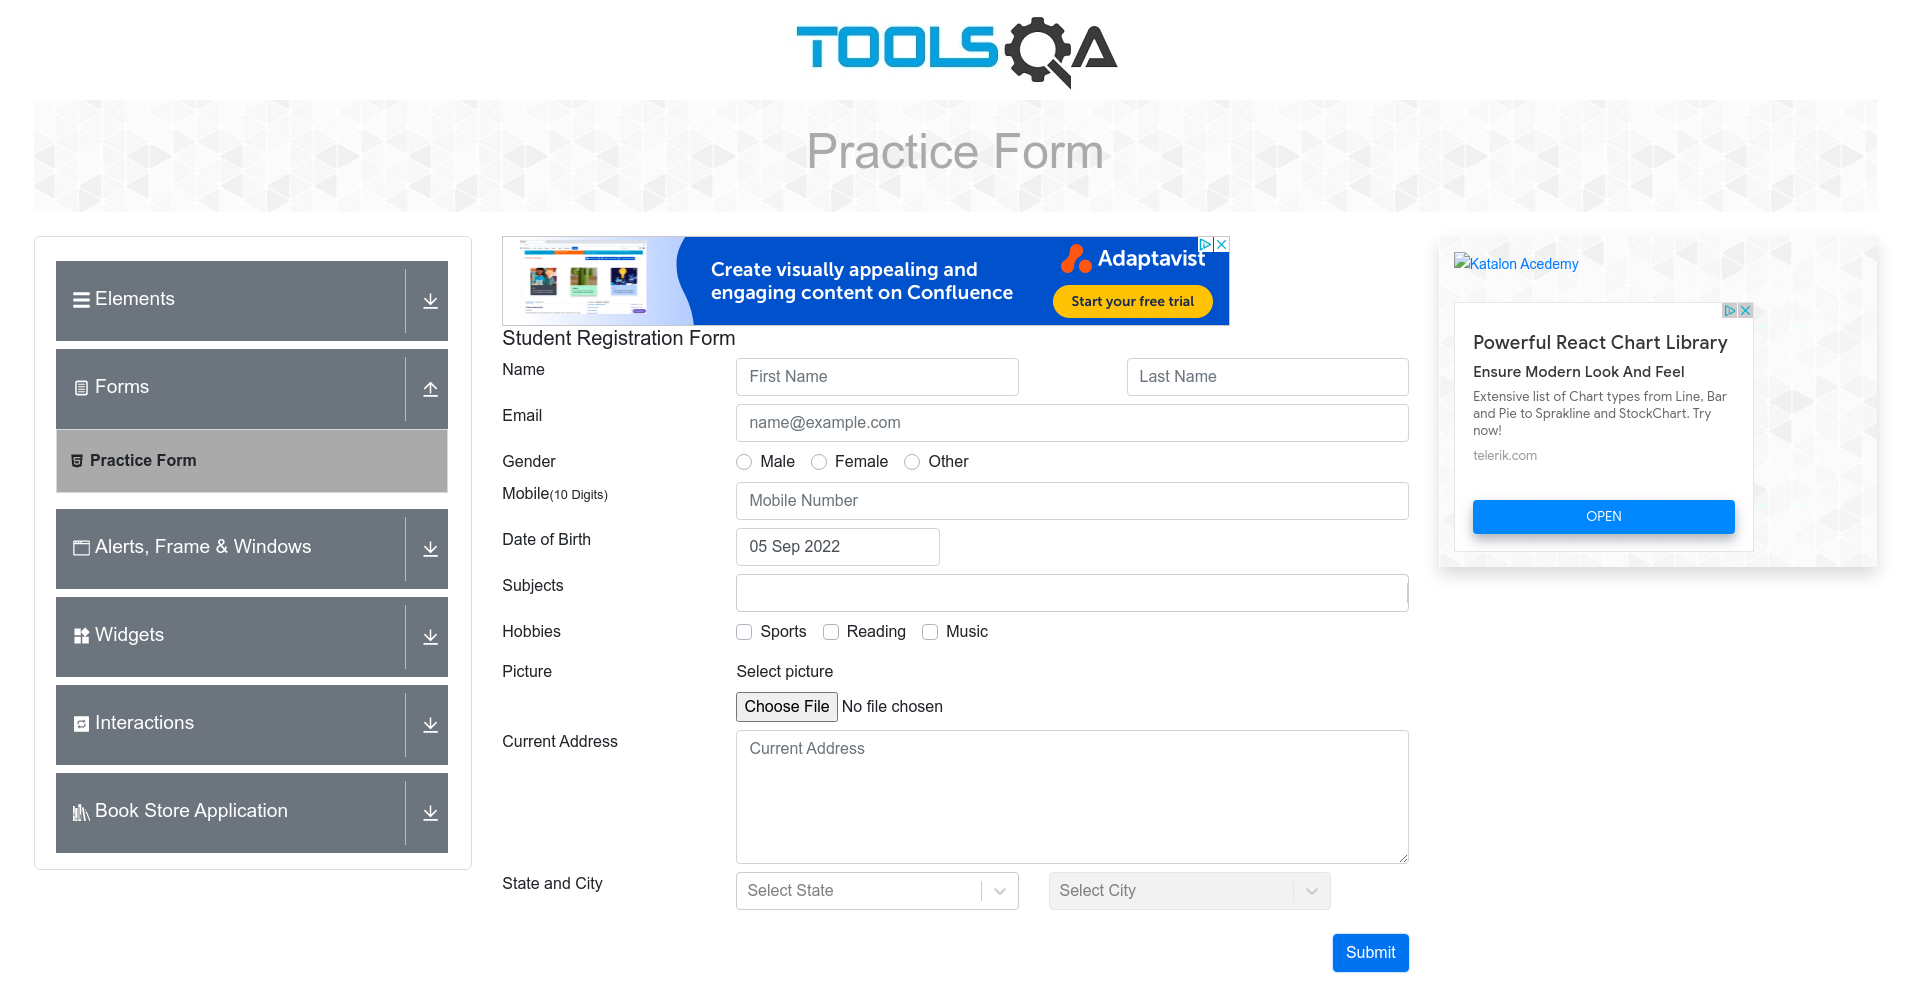 TOOLSQA
Practice Form
Elements
Forms
Practice Form
Alerts, Frame & Windows
Widgets
Interactions
Book Store Application
Create visually appealing and
engaging content on Confluence
Adaptavist
Start your free trial
Student Registration Form
Name
First Name
Last Name
Email
name@example.com
Gender
Male Female Other
Mobile(10 Digits)
Mobile Number
Date of Birth
05 Sep 2022
Subjects
Hobbies
Sports Reading Music
Picture
Select picture
Choose File No file chosen
Current Address
Current Address
State and City
Select State
Select City
Submit
Katalon Acedemy
Powerful React Chart Library
Ensure Modern Look And Feel
Extensive list of Chart types from Line, Bar
and Pie to Sprakline and StockChart. Try
now!
telerik.com
OPEN